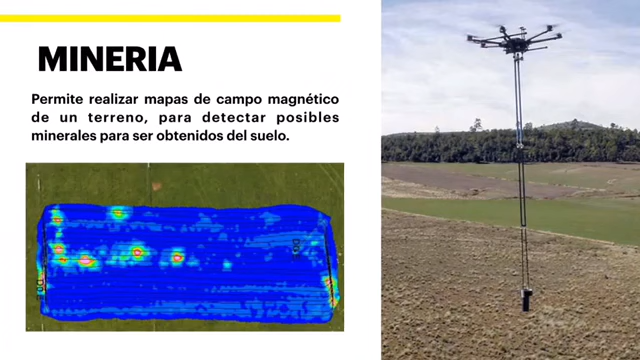 MINERIA
Permite realizar mapas de campo magnético
de un terreno, para detectar posibles
minerales para ser obtenidos del suelo.